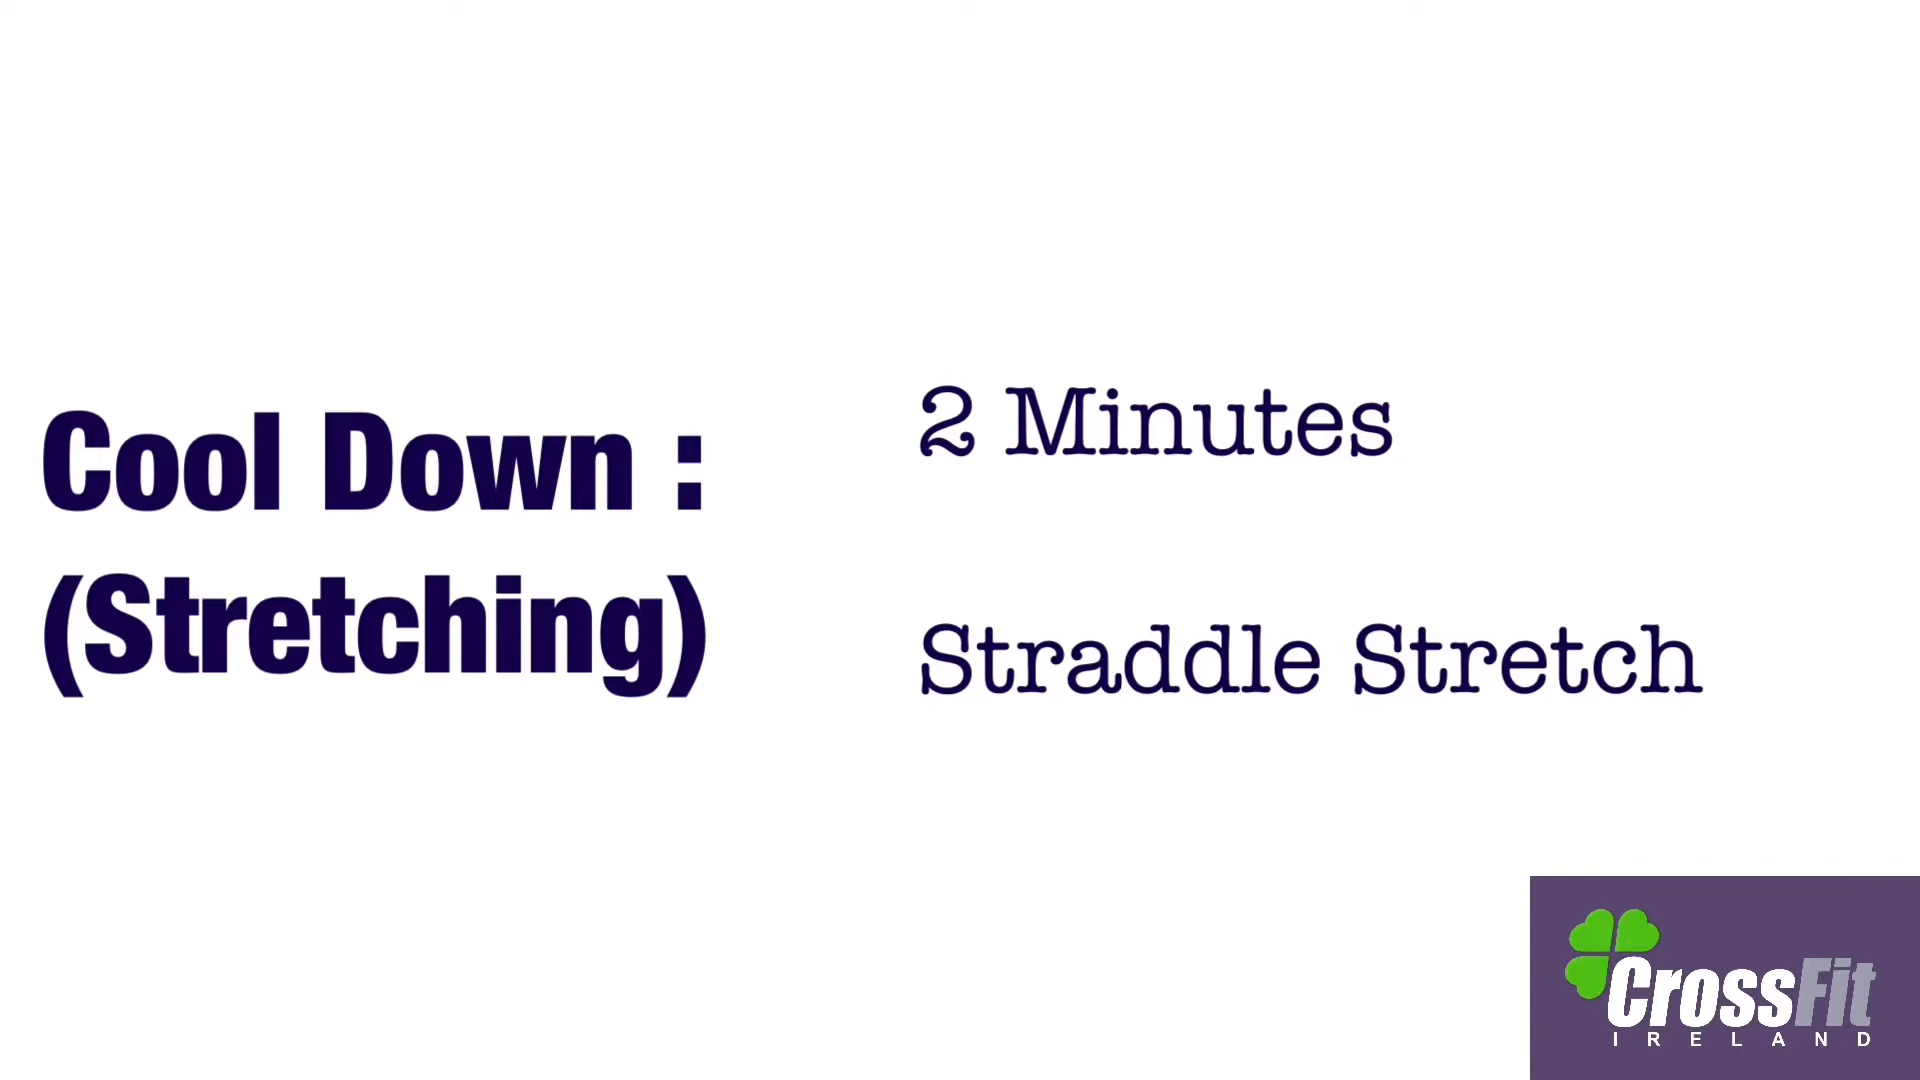 Cool Down :
(Stretching)
2 Minutes
Straddle Stretch
CrossFit
IRELAND